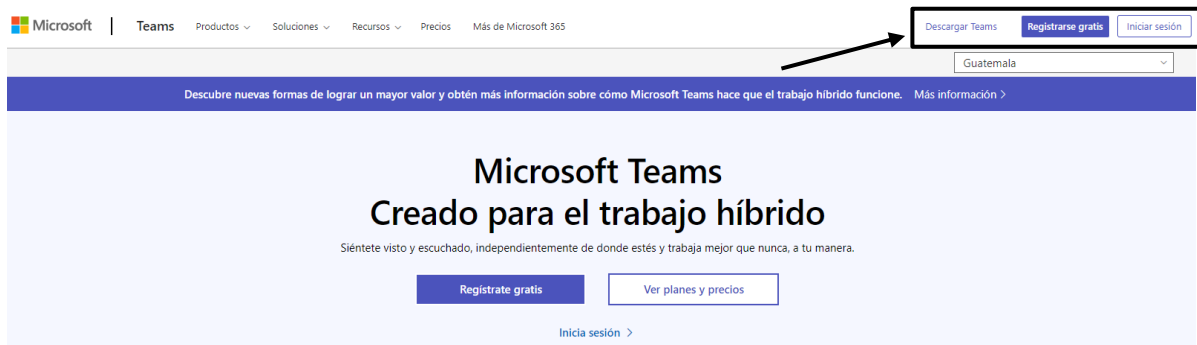 Microsoft Teams Productos Soluciones Recursos Precios Más de Microsoft 365 Descargar Teams Registrarse gratis Iniciar sesión
Guatemala
Descubre nuevas formas de lograr un mayor valor y obtén más información sobre cómo Microsoft Teams hace que el trabajo híbrido funcione. Más información >
Microsoft Teams
Creado para el trabajo híbrido
Siéntete visto y escuchado, independientemente de donde estés y trabaja mejor que nunca, a tu manera.
Regístrate gratis Ver planes y precios
Inicia sesión >